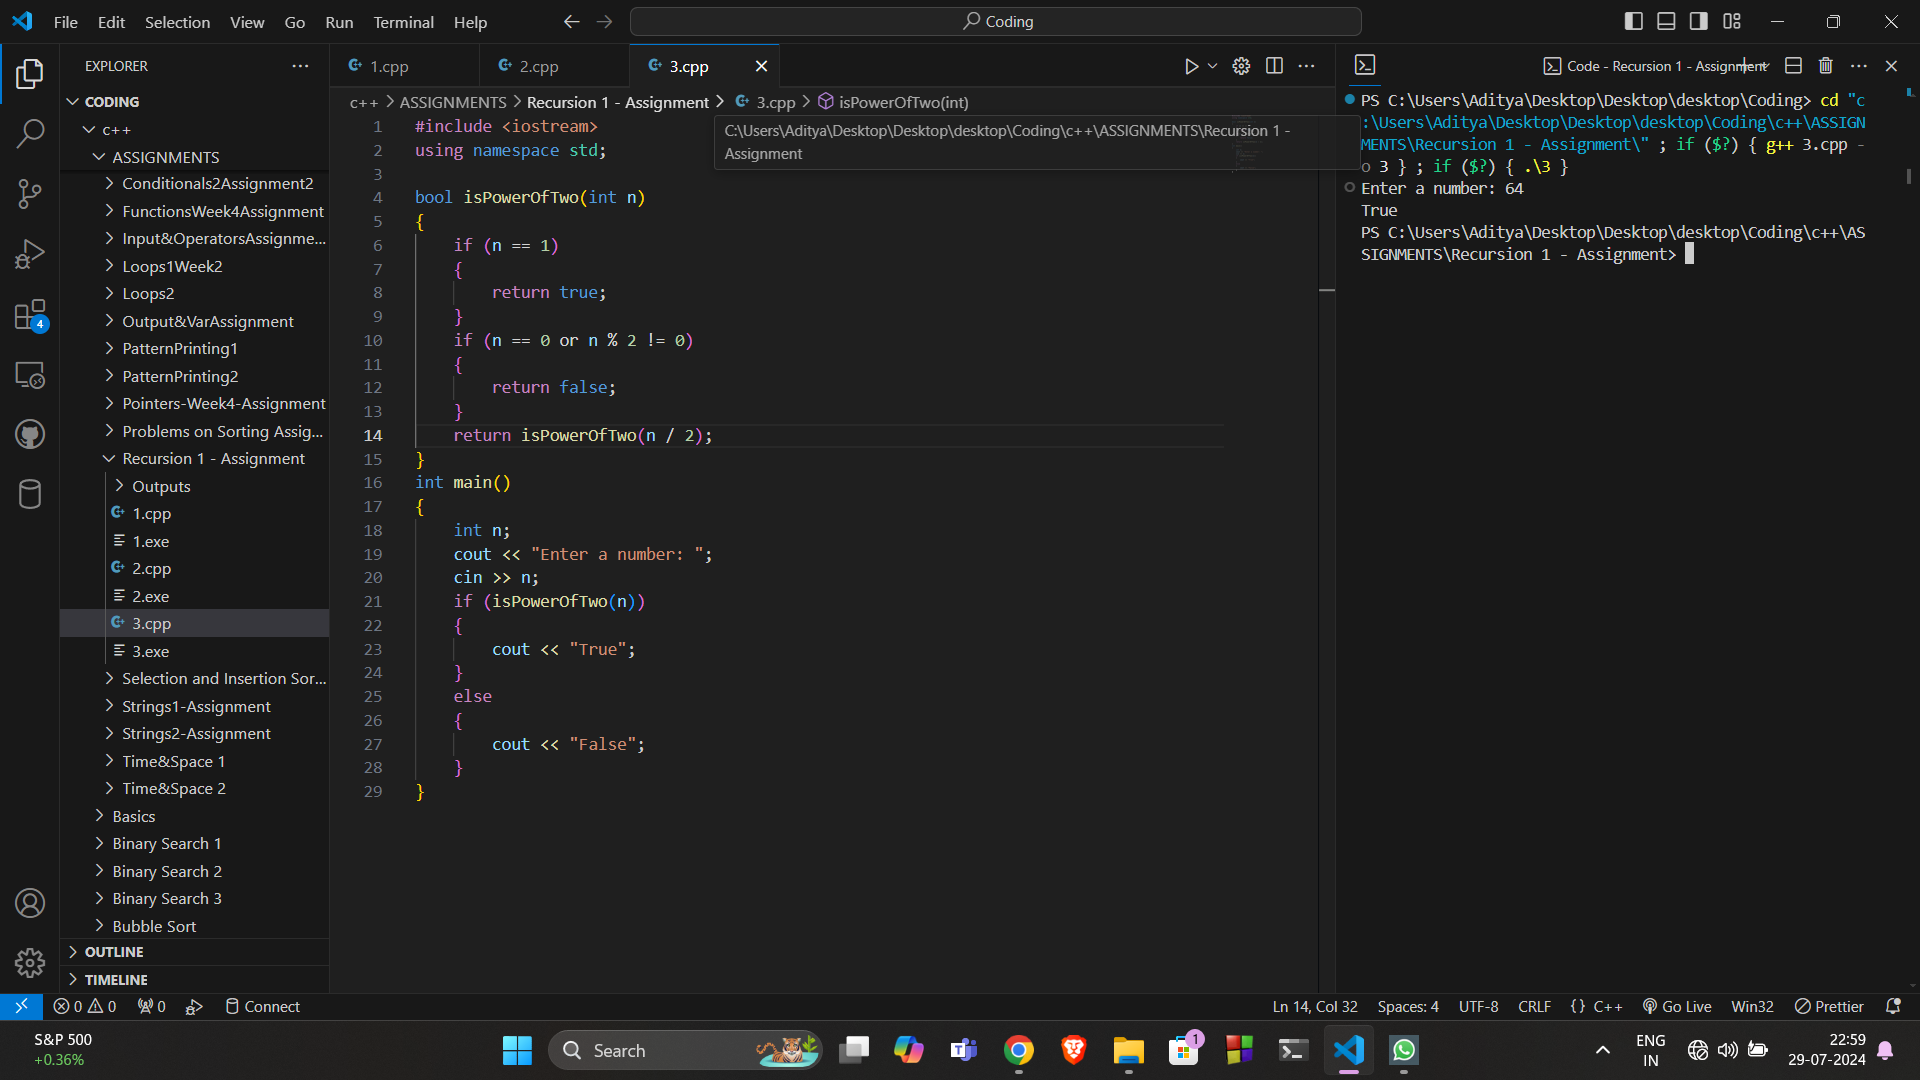 File Edit Selection View Go Run Terminal Help
Coding
EXPLORER
CODING
c++
ASSIGNMENTS
Conditionals2Assignment2
FunctionsWeek4Assignment
Input&OperatorsAssignme...
Loops1Week2
Loops2
Output&VarAssignment
PatternPrinting1
PatternPrinting2
Pointers-Week4-Assignment
Problems on Sorting Assig...
Recursion 1 - Assignment
Outputs
1.cpp
1.exe
2.cpp
2.exe
3.cpp
3.exe
Selection and Insertion Sor...
Strings1-Assignment
Strings2-Assignment
Time&Space 1
Time&Space 2
Basics
Binary Search 1
Binary Search 2
Binary Search 3
Bubble Sort
OUTLINE
TIMELINE
4
1.cpp 2.cpp 3.cpp
c++ > ASSIGNMENTS > Recursion 1 - Assignment > 3.cpp > isPowerOfTwo(int)
C:\Users\Aditya\Desktop\Desktop\desktop\Coding\c++\ASSIGNMENTS\Recursion 1 -
Assignment
1 #include <iostream>
2 using namespace std;
3
4 bool isPowerOfTwo(int n)
5 {
6 if (n == 1)
7 {
8 return true;
9 }
10 if (n == 0 or n % 2 != 0)
11 {
12 return false;
13 }
14 return isPowerOfTwo(n / 2);
15 }
16 int main()
17 {
18 int n;
19 cout << "Enter a number: ";
20 cin >> n;
21 if (isPowerOfTwo(n))
22 {
23 cout << "True";
24 }
25 else
26 {
27 cout << "False";
28 }
29 }
Code - Recursion 1 - Assignment
PS C:\Users\Aditya\Desktop\Desktop\desktop\Coding> cd "c
:\Users\Aditya\Desktop\Desktop\desktop\Coding\c++\ASSIGN
MENTS\Recursion 1 - Assignment\" ; if ($?) { g++ 3.cpp -
o 3 } ; if ($?) { .\3 }
Enter a number: 64
True
PS C:\Users\Aditya\Desktop\Desktop\desktop\Coding\c++\AS
SIGNMENTS\Recursion 1 - Assignment>
0 0 0 Connect
Ln 14, Col 32 Spaces: 4 UTF-8 CRLF {} C++ Go Live Win32 Prettier
S&P 500
+0.36%
Search
1
ENG
IN
22:59
29-07-2024